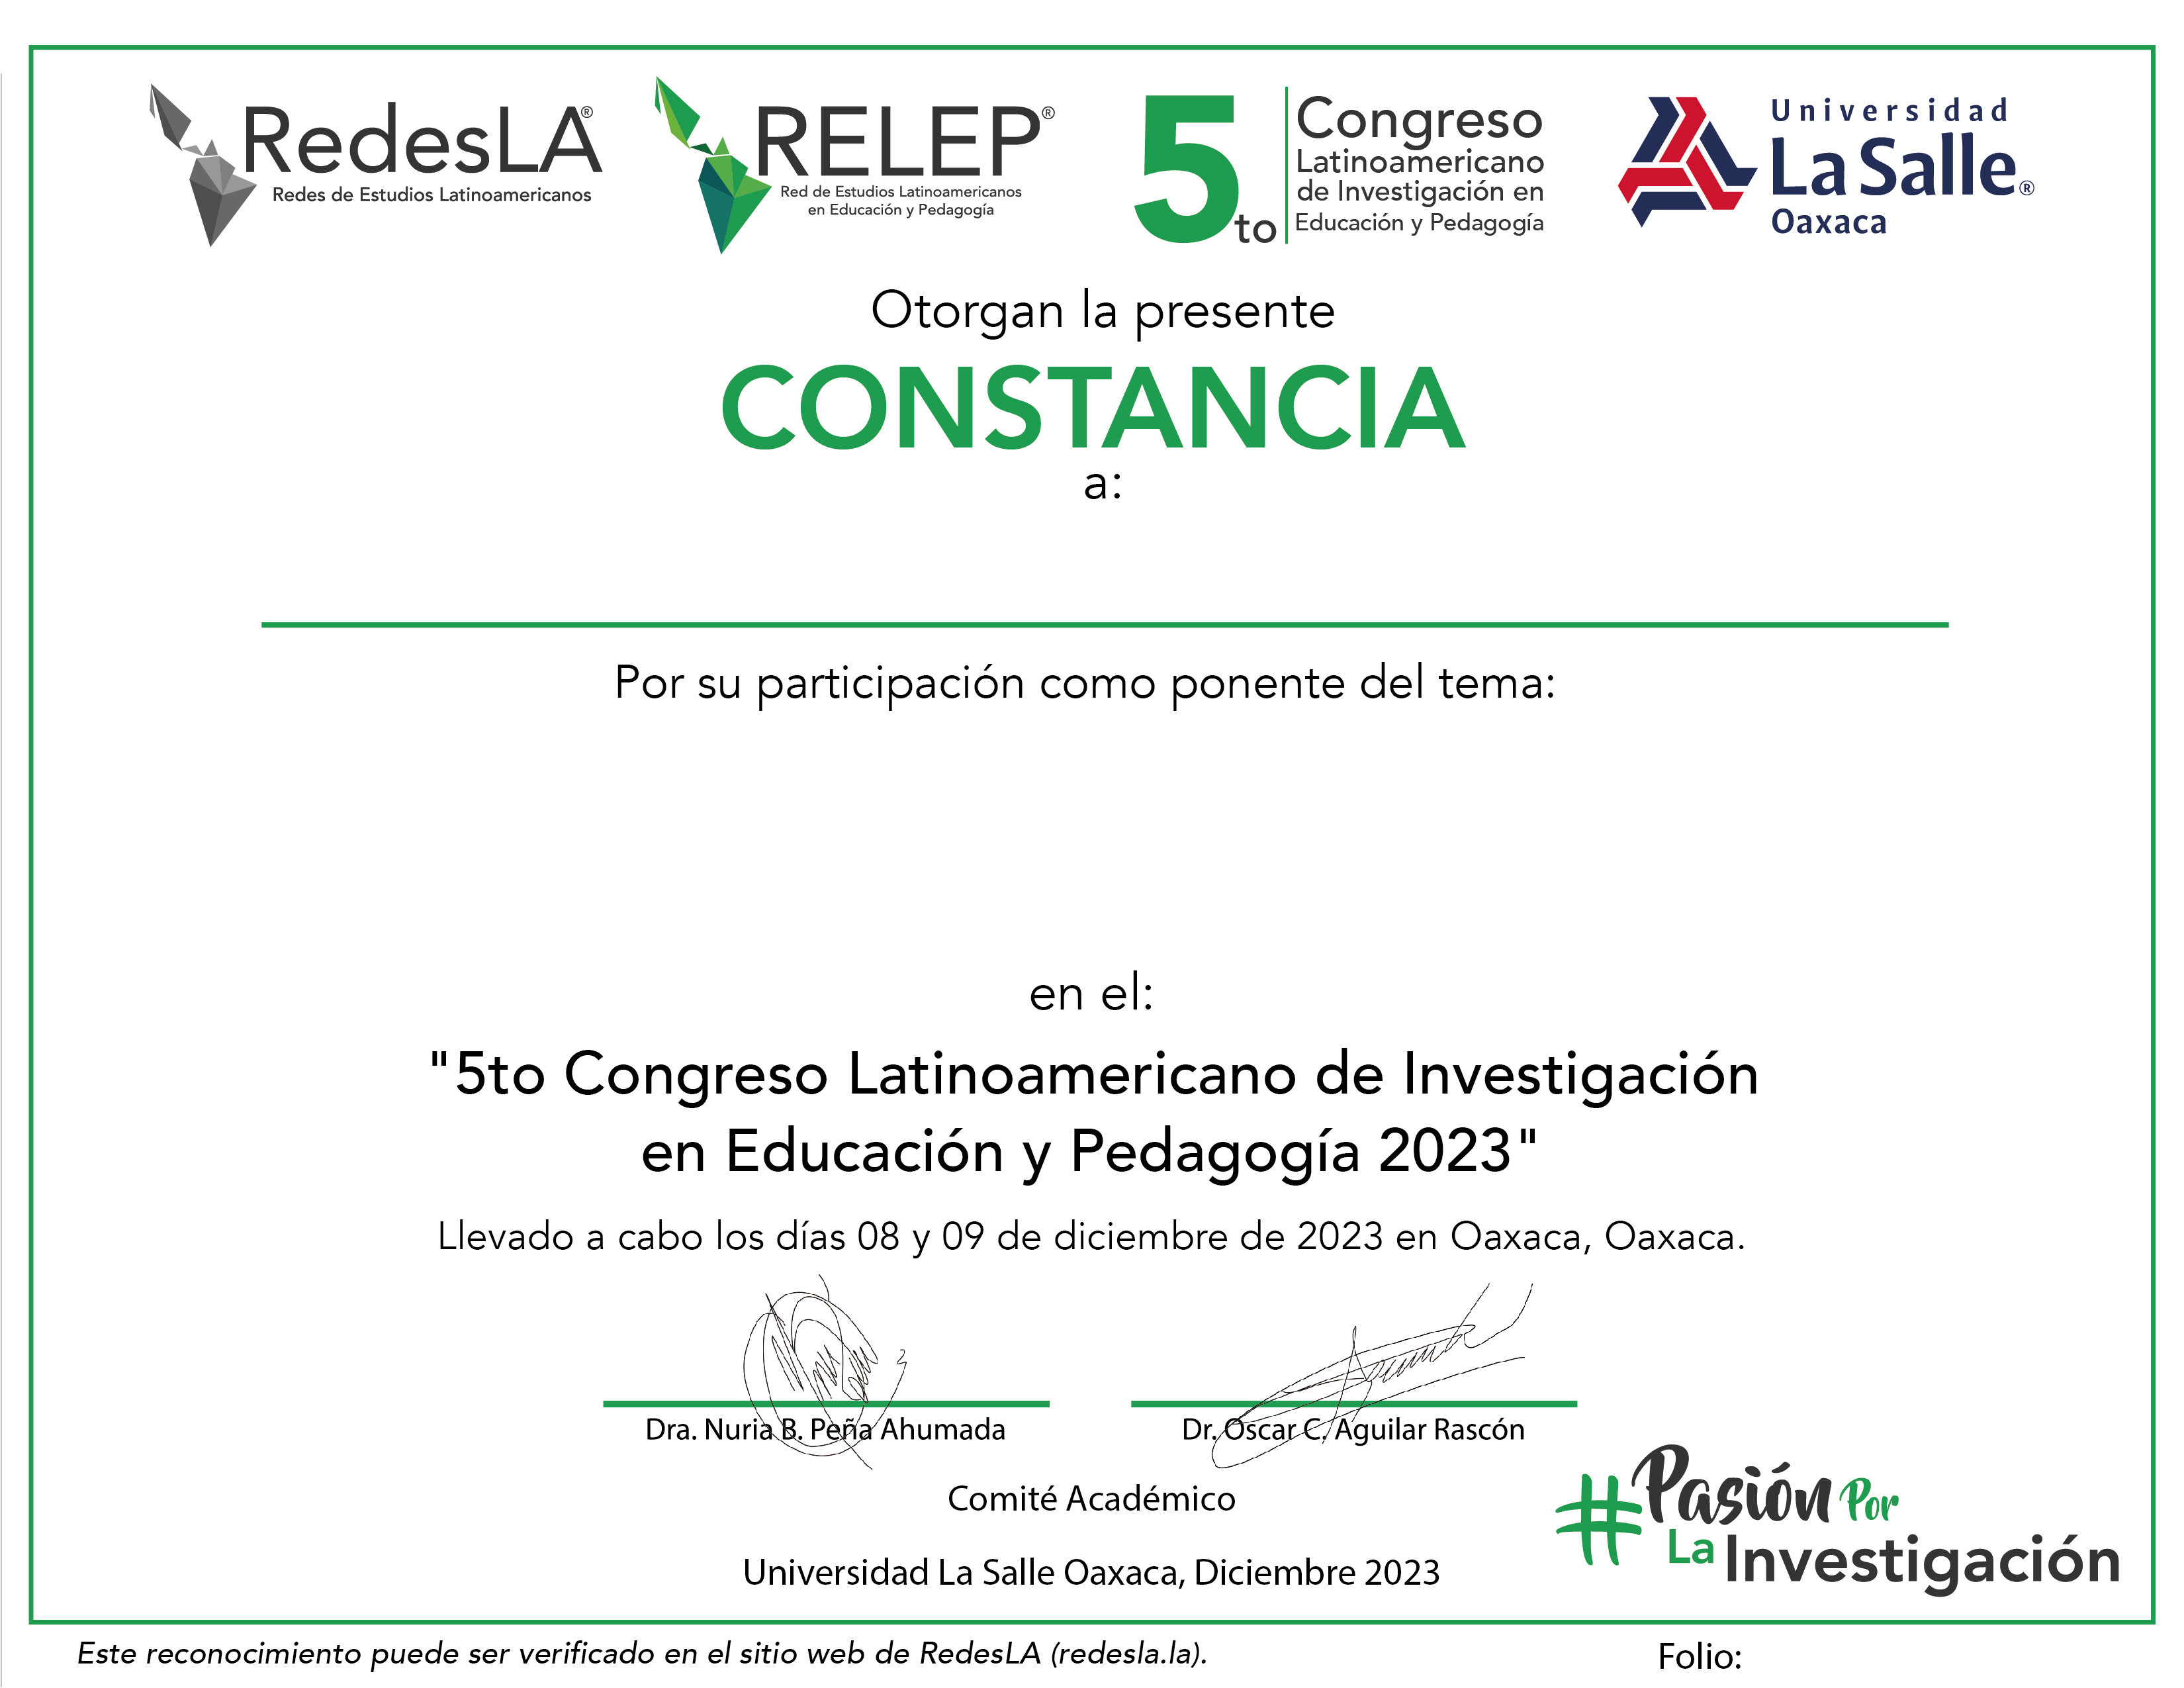 RedesLA®
Redes de Estudios Latinoamericanos
RELEP®
Red de Estudios Latinoamericanos
en Educación y Pedagogía
5to
Congreso
Latinoamericano
de Investigación en
Educación y Pedagogía
Universidad
La Salle®
Oaxaca
Otorgan la presente
CONSTANCIA
a:
Por su participación como ponente del tema:
en el:
"5to Congreso Latinoamericano de Investigación
en Educación y Pedagogía 2023"
Llevado a cabo los días 08 y 09 de diciembre de 2023 en Oaxaca, Oaxaca.
Dra. Nuria B. Peña Ahumada
Dr. Oscar C. Aguilar Rascón
Comité Académico
Universidad La Salle Oaxaca, Diciembre 2023
#Pasión Por
La Investigación
Este reconocimiento puede ser verificado en el sitio web de RedesLA (redesla.la).
Folio: